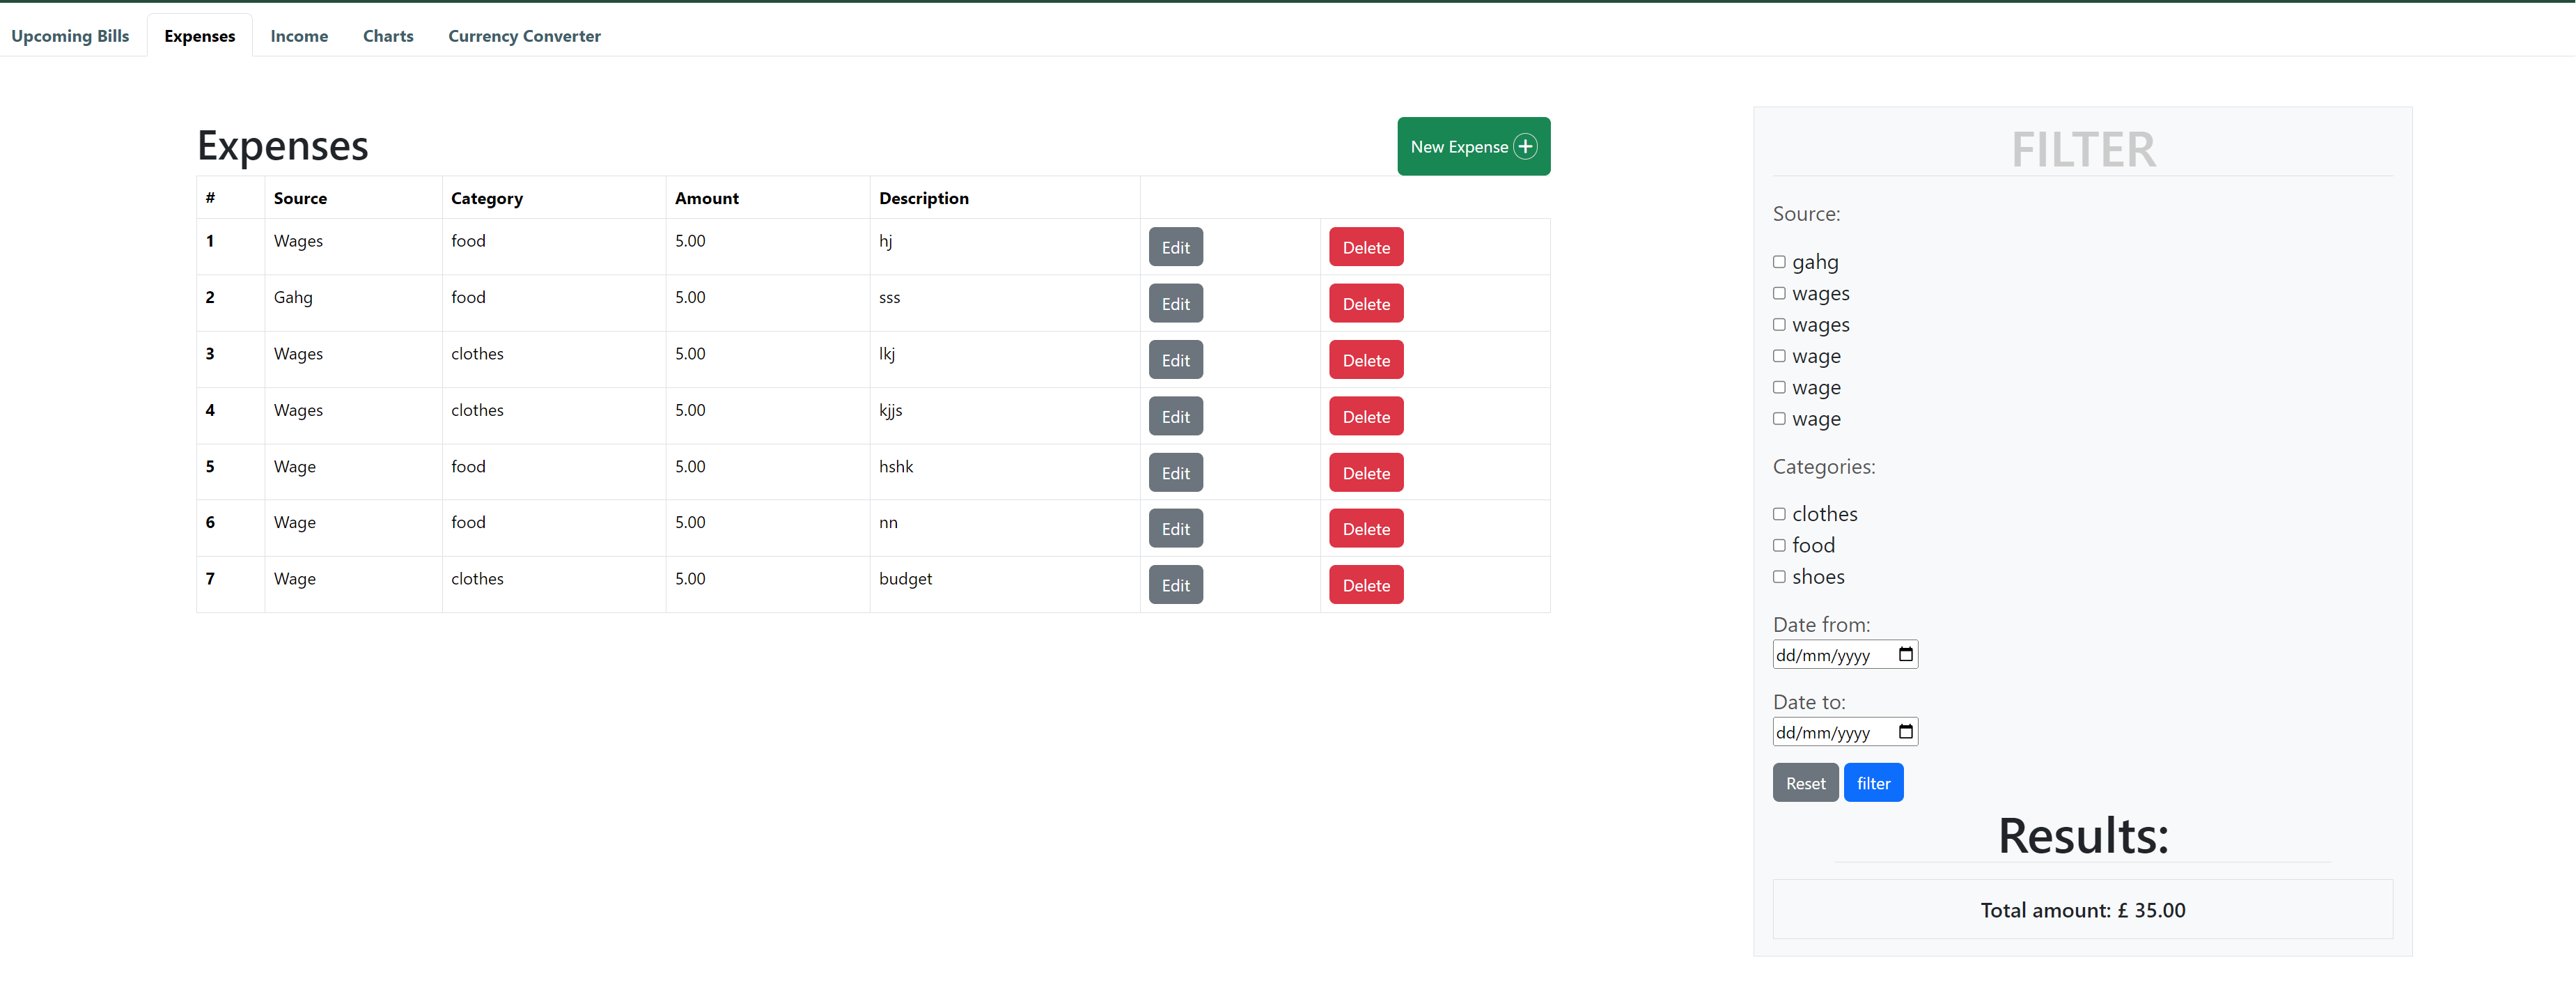 Upcoming Bills Expenses Income Charts Currency Converter
Expenses
New Expense
# Source Category Amount Description
1 Wages food 5.00 hj Edit Delete
2 Gahg food 5.00 sss Edit Delete
3 Wages clothes 5.00 lkj Edit Delete
4 Wages clothes 5.00 kjjs Edit Delete
5 Wage food 5.00 hshk Edit Delete
6 Wage food 5.00 nn Edit Delete
7 Wage clothes 5.00 budget Edit Delete
FILTER
Source:
gahg
wages
wages
wage
wage
wage
Categories:
clothes
food
shoes
Date from:
dd/mm/yyyy
Date to:
dd/mm/yyyy
Reset filter
Results:
Total amount: £ 35.00